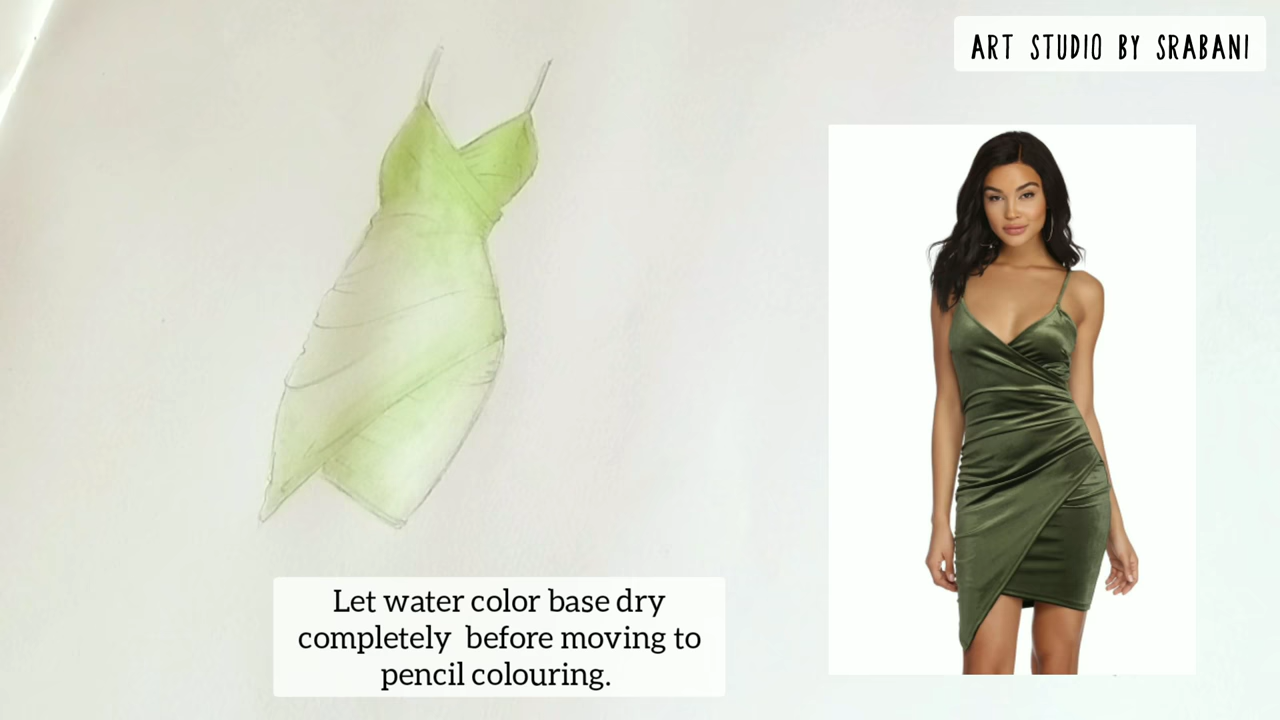 ART STUDIO BY SRABANI
Let water color base dry
completely  before moving to
pencil colouring.